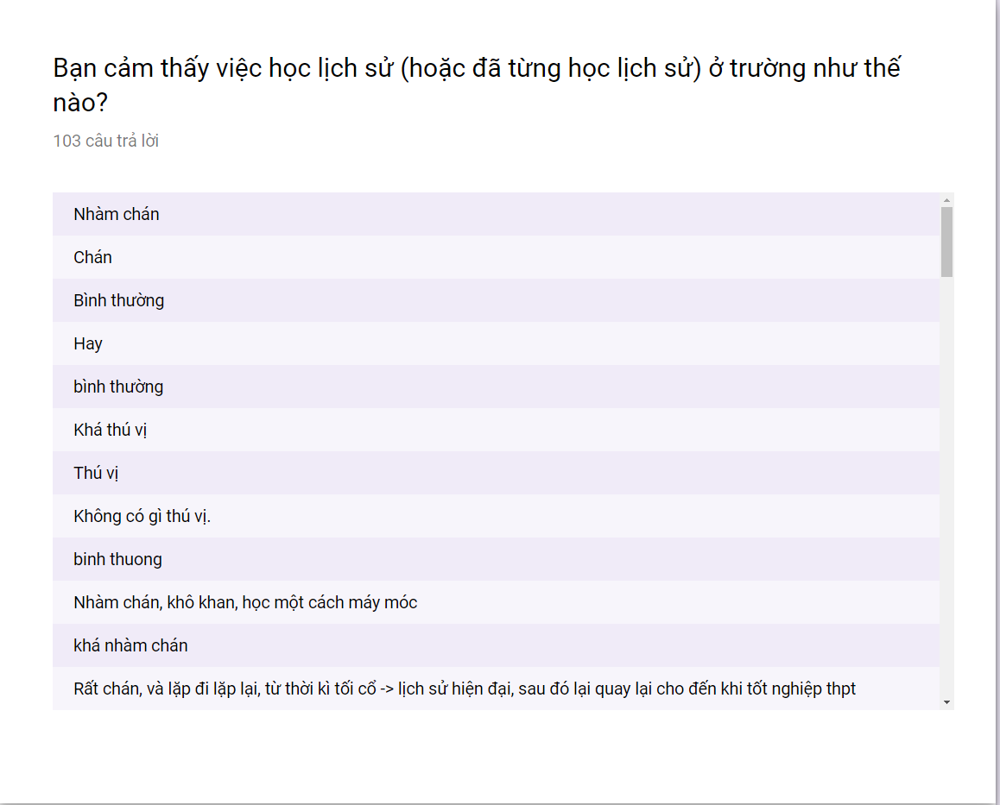 Bạn cảm thấy việc học lịch sử (hoặc đã từng học lịch sử) ở trường như thế
nào?
103 câu trả lời
Nhàm chán
Chán
Bình thường
Hay
bình thường
Khá thú vị
Thú vị
Không có gì thú vị.
binh thuong
Nhàm chán, khô khan, học một cách máy móc
khá nhàm chán
Rất chán, và lặp đi lặp lại, từ thời kì tối cổ -> lịch sử hiện đại, sau đó lại quay lại cho đến khi tốt nghiệp thpt